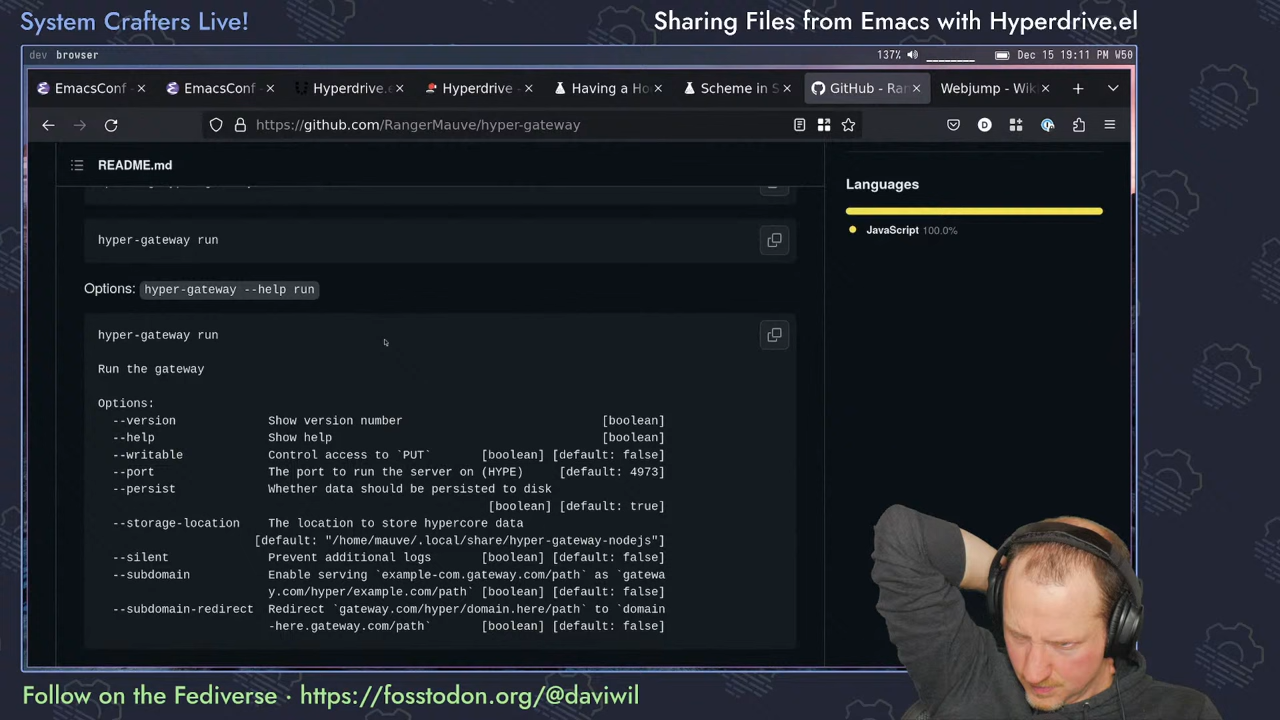 System Crafters Live!
Sharing Files from Emacs with Hyperdrive.el
dev browser
137%
Dec 15 19:11 PM W50
EmacsConf -
EmacsConf -
Hyperdrive.e
Hyperdrive -
Having a Ho
Scheme in S
GitHub - Ra
Webjump - Wik
https://github.com/RangerMauve/hyper-gateway
README.md
Languages
JavaScript 100.0%
hyper-gateway run
Options: hyper-gateway --help run
hyper-gateway run
Run the gateway
Options:
--version Show version number [boolean]
--help Show help [boolean]
--writable Control access to `PUT` [boolean] [default: false]
--port The port to run the server on (HYPE) [default: 4973]
--persist Whether data should be persisted to disk
[boolean] [default: true]
--storage-location The location to store hypercore data
[default: "/home/mauve/.local/share/hyper-gateway-nodejs"]
--silent Prevent additional logs [boolean] [default: false]
--subdomain Enable serving `example-com.gateway.com/path` as `gatewa
y.com/hyper/example.com/path` [boolean] [default: false]
--subdomain-redirect Redirect `gateway.com/hyper/domain.here/path` to `domain
-here.gateway.com/path` [boolean] [default: false]
Follow on the Fediverse · https://fosstodon.org/@daviwil